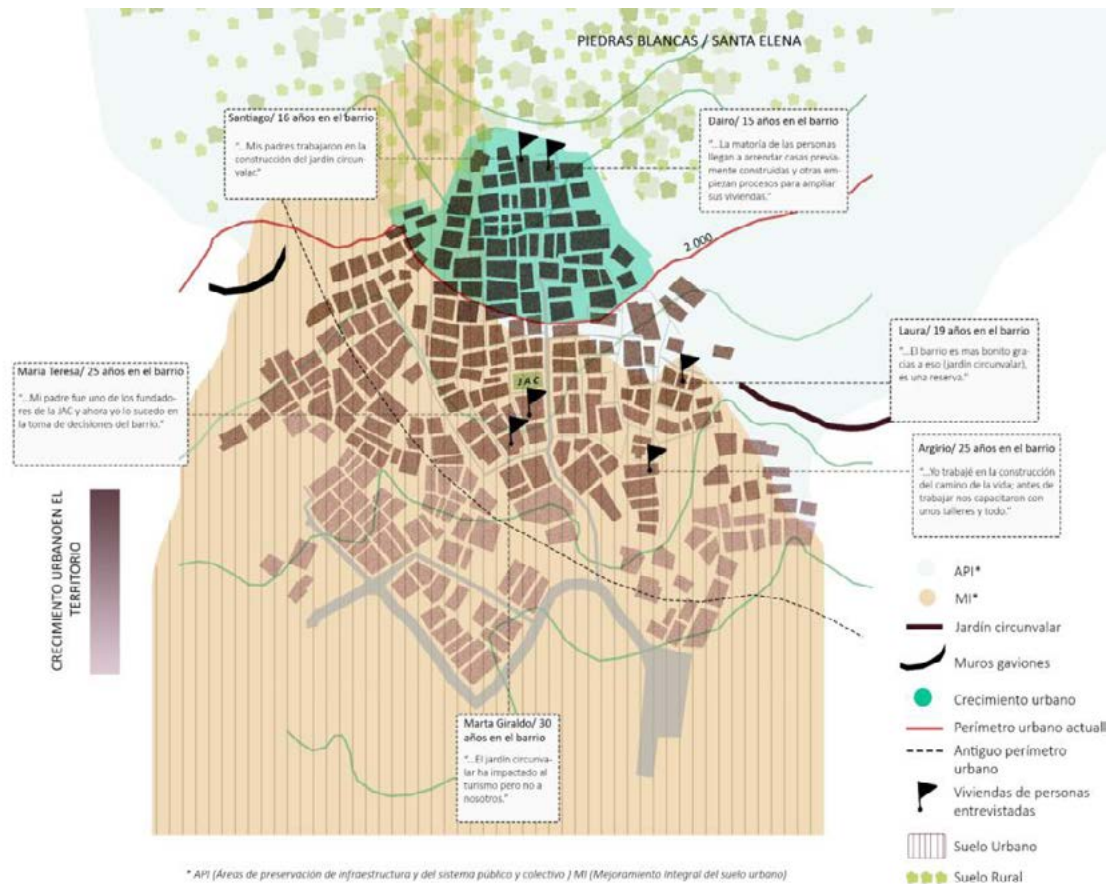 PIEDRAS BLANCAS / SANTA ELENA
Santiago/ 16 años en el barrio
"...Mis padres trabajaron en la
construcción del jardín circun
valar."
Dairo/ 15 años en el barrio
"...La matoría de las personas
llegan a arrendar casas previa-
mente construidas y otras em-
piezan procesos para ampliar
sus viviendas."
2.000
Laura/ 19 años en el barrio
"...El barrio es mas bonito gra-
cias a eso (jardín circunvalar),
es una reserva."
Maria Teresa/ 25 años en el barrio
"...Mi padre fue uno de los fundado-
res de la JAC y ahora yo lo sucedo en
la toma de decisiones del barrio."
JAC
Argirio/ 25 años en el barrio
"...Yo trabajé en la construcción
del camino de la vida; antes de
trabajar nos capacitaron con
unos talleres y todo."
CRECIMIENTO URBANOEN EL
TERRITORIO
Marta Giraldo/ 30
años en el barrio
"...El jardín circunva-
lar ha impactado al
turismo pero no a
nosotros."
API*
MI*
Jardín circunvalar
Muros gaviones
Crecimiento urbano
Perímetro urbano actuall
Antiguo perímetro
urbano
Viviendas de personas
entrevistadas
Suelo Urbano
Suelo Rural
* API (Áreas de preservación de infraestructura y del sistema público y colectivo ) MI (Mejoramiento Integral del suelo urbano)